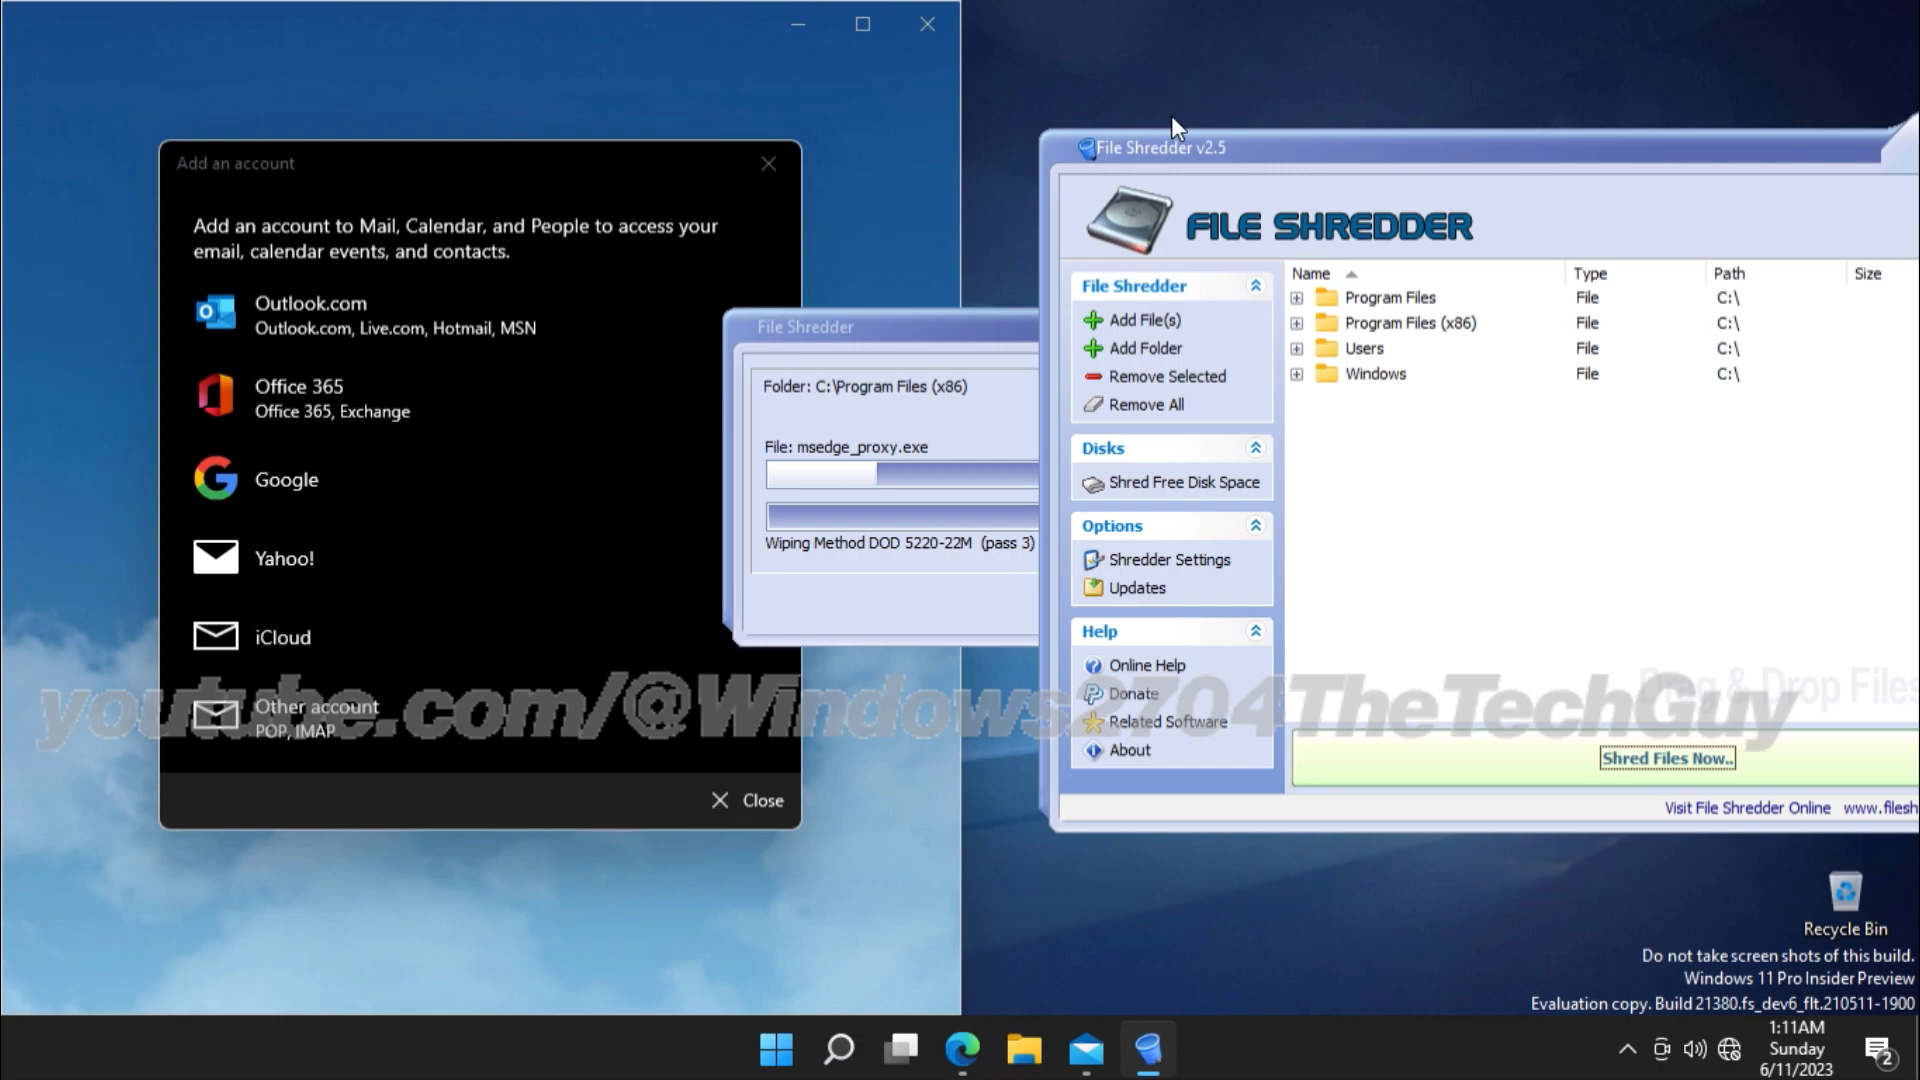 Add an account
Add an account to Mail, Calendar, and People to access your
email, calendar events, and contacts.
Outlook.com
Outlook.com, Live.com, Hotmail, MSN
Office 365
Office 365, Exchange
Google
Yahoo!
iCloud
Other account
POP, IMAP
Close
File Shredder
Folder: C:\Program Files (x86)
File: msedge_proxy.exe
Wiping Method DOD 5220-22M (pass 3)
File Shredder v2.5
FILE SHREDDER
File Shredder
Add File(s)
Add Folder
Remove Selected
Remove All
Disks
Shred Free Disk Space
Options
Shredder Settings
Updates
Help
Online Help
Donate
Related Software
About
Name Type Path Size
Program Files File C:\
Program Files (x86) File C:\
Users File C:\
Windows File C:\
Drag & Drop Files
Shred Files Now..
Visit File Shredder Online www.filesh
youtube.com/@Windows2704TheTechGuy
Recycle Bin
Do not take screen shots of this build.
Windows 11 Pro Insider Preview
Evaluation copy. Build 21380.fs_dev6_flt.210511-1900
1:11AM
Sunday
6/11/2023
2